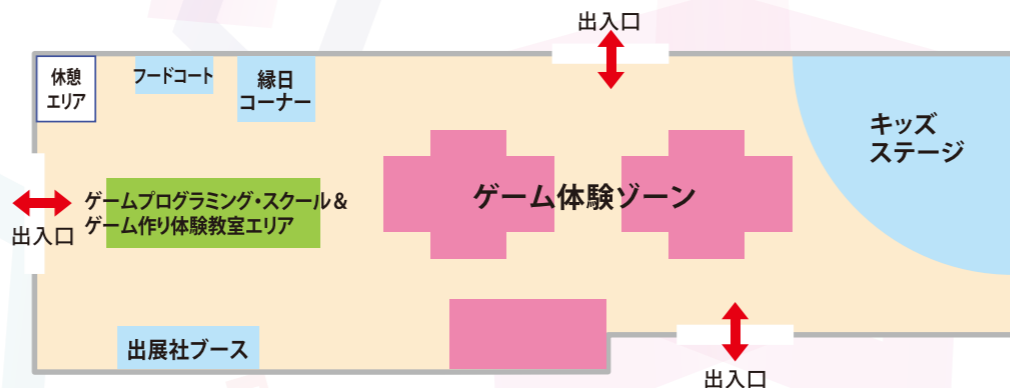 出入口
休憩
エリア
フードコート
縁日
コーナー
キッズ
ステージ
ゲームプログラミング・スクール&
ゲーム作り体験教室エリア
ゲーム体験ゾーン
出入口
出展社ブース
出入口